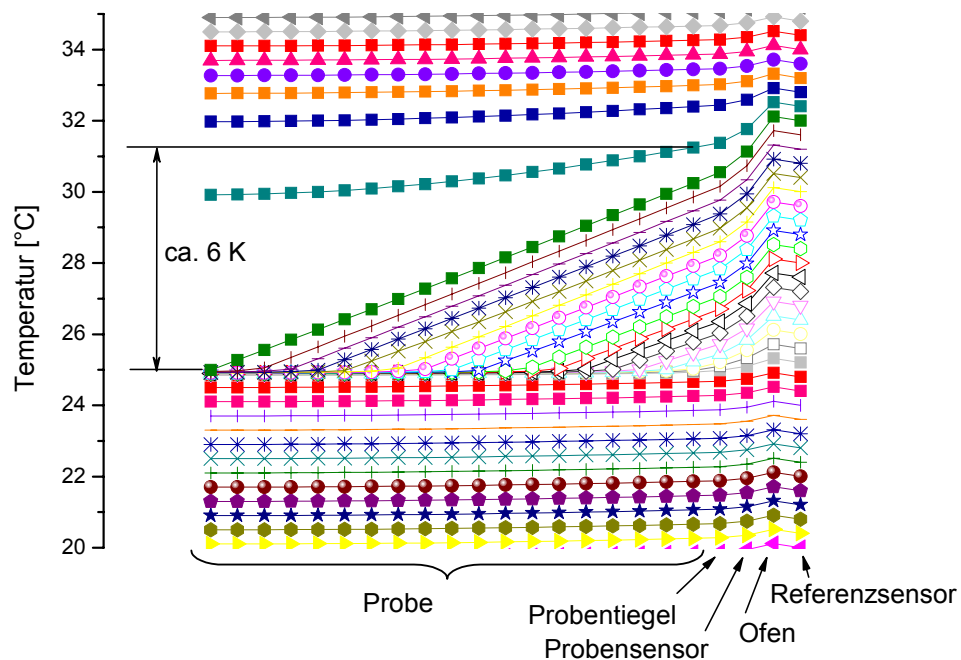 34
32
30
28
26
24
22
20
Temperatur [°C]
ca. 6 K
Probe
Probentiegel
Probensensor
Ofen
Referenzsensor